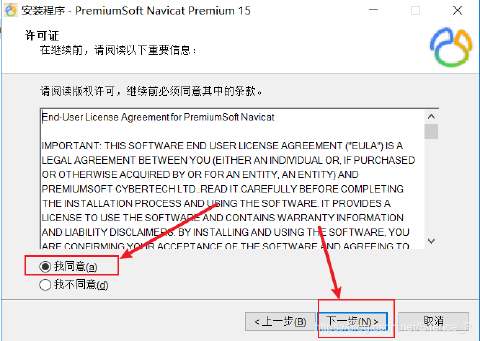 安装程序 - PremiumSoft Navicat Premium 15
许可证
在继续前，请阅读以下重要信息：
请阅读版权许可，继续前必须同意其中的条款。
End-User License Agreement for PremiumSoft Navicat
IMPORTANT: THIS SOFTWARE END USER LICENSE AGREEMENT ("EULA") IS A
LEGAL AGREEMENT BETWEEN YOU (EITHER AN INDIVIDUAL OR, IF PURCHASED
OR OTHERWISE ACQUIRED BY OR FOR AN ENTITY, AN ENTITY) AND
PREMIUMSOFT CYBERTECH LTD..READ IT CAREFULLY BEFORE COMPLETING
THE INSTALLATION PROCESS AND USING THE SOFTWARE. IT PROVIDES A
LICENSE TO USE THE SOFTWARE AND CONTAINS WARRANTY INFORMATION
AND LIABILITY DISCLAIMERS. BY INSTALLING AND USING THE SOFTWARE, YOU
ARE CONFIRMING YOUR ACCEPTANCE OF THE SOFTWARE AND AGREEING TO
我同意(a)
我不同意(d)
< 上一步(B)
下一步(N) >
取消